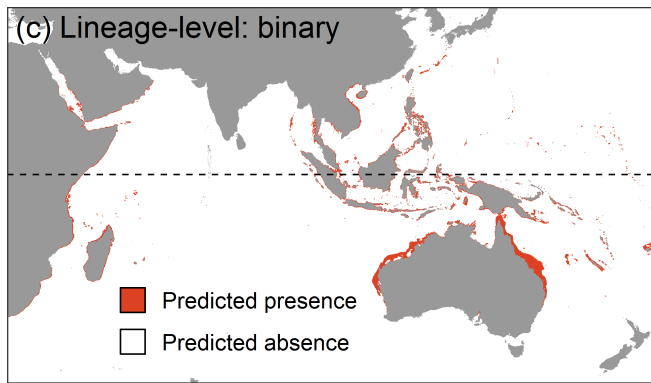 (c) Lineage-level: binary
Predicted presence
Predicted absence